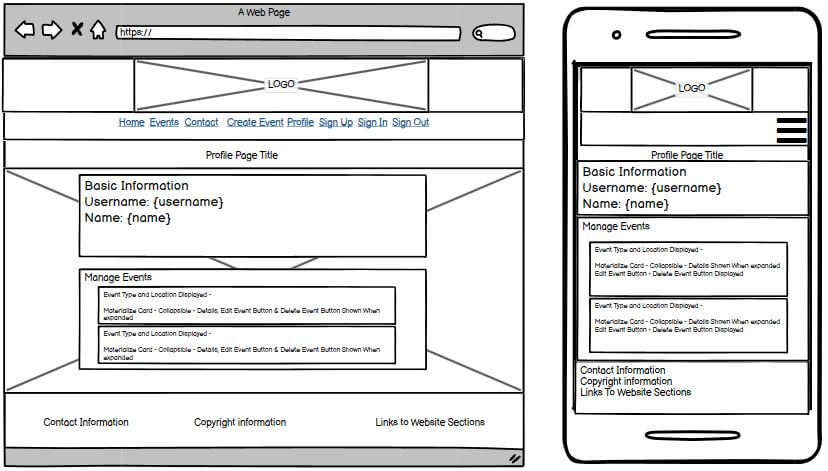 A Web Page
https://
LOGO
Home Events Contact Create Event Profile Sign Up Sign In Sign Out
Profile Page Title
Basic Information
Username: {username}
Name: {name}
Manage Events
Event Type and Location Displayed -
Materialize Card - Collapsible - Details, Edit Event Button & Delete Event Button Shown When
expanded
Event Type and Location Displayed -
Materialize Card - Collapsible - Details, Edit Event Button & Delete Event Button Shown When
expanded
Contact Information Copyright information Links to Website Sections
LOGO
Profile Page Title
Basic Information
Username: {username}
Name: {name}
Manage Events
Event Type and Location Displayed -
Materialize Card - Collapsible - Details Shown When expanded
Edit Event Button - Delete Event Button Displayed
Event Type and Location Displayed -
Materialize Card - Collapsible - Details Shown When expanded
Edit Event Button - Delete Event Button Displayed
Contact Information
Copyright information
Links To Website Sections